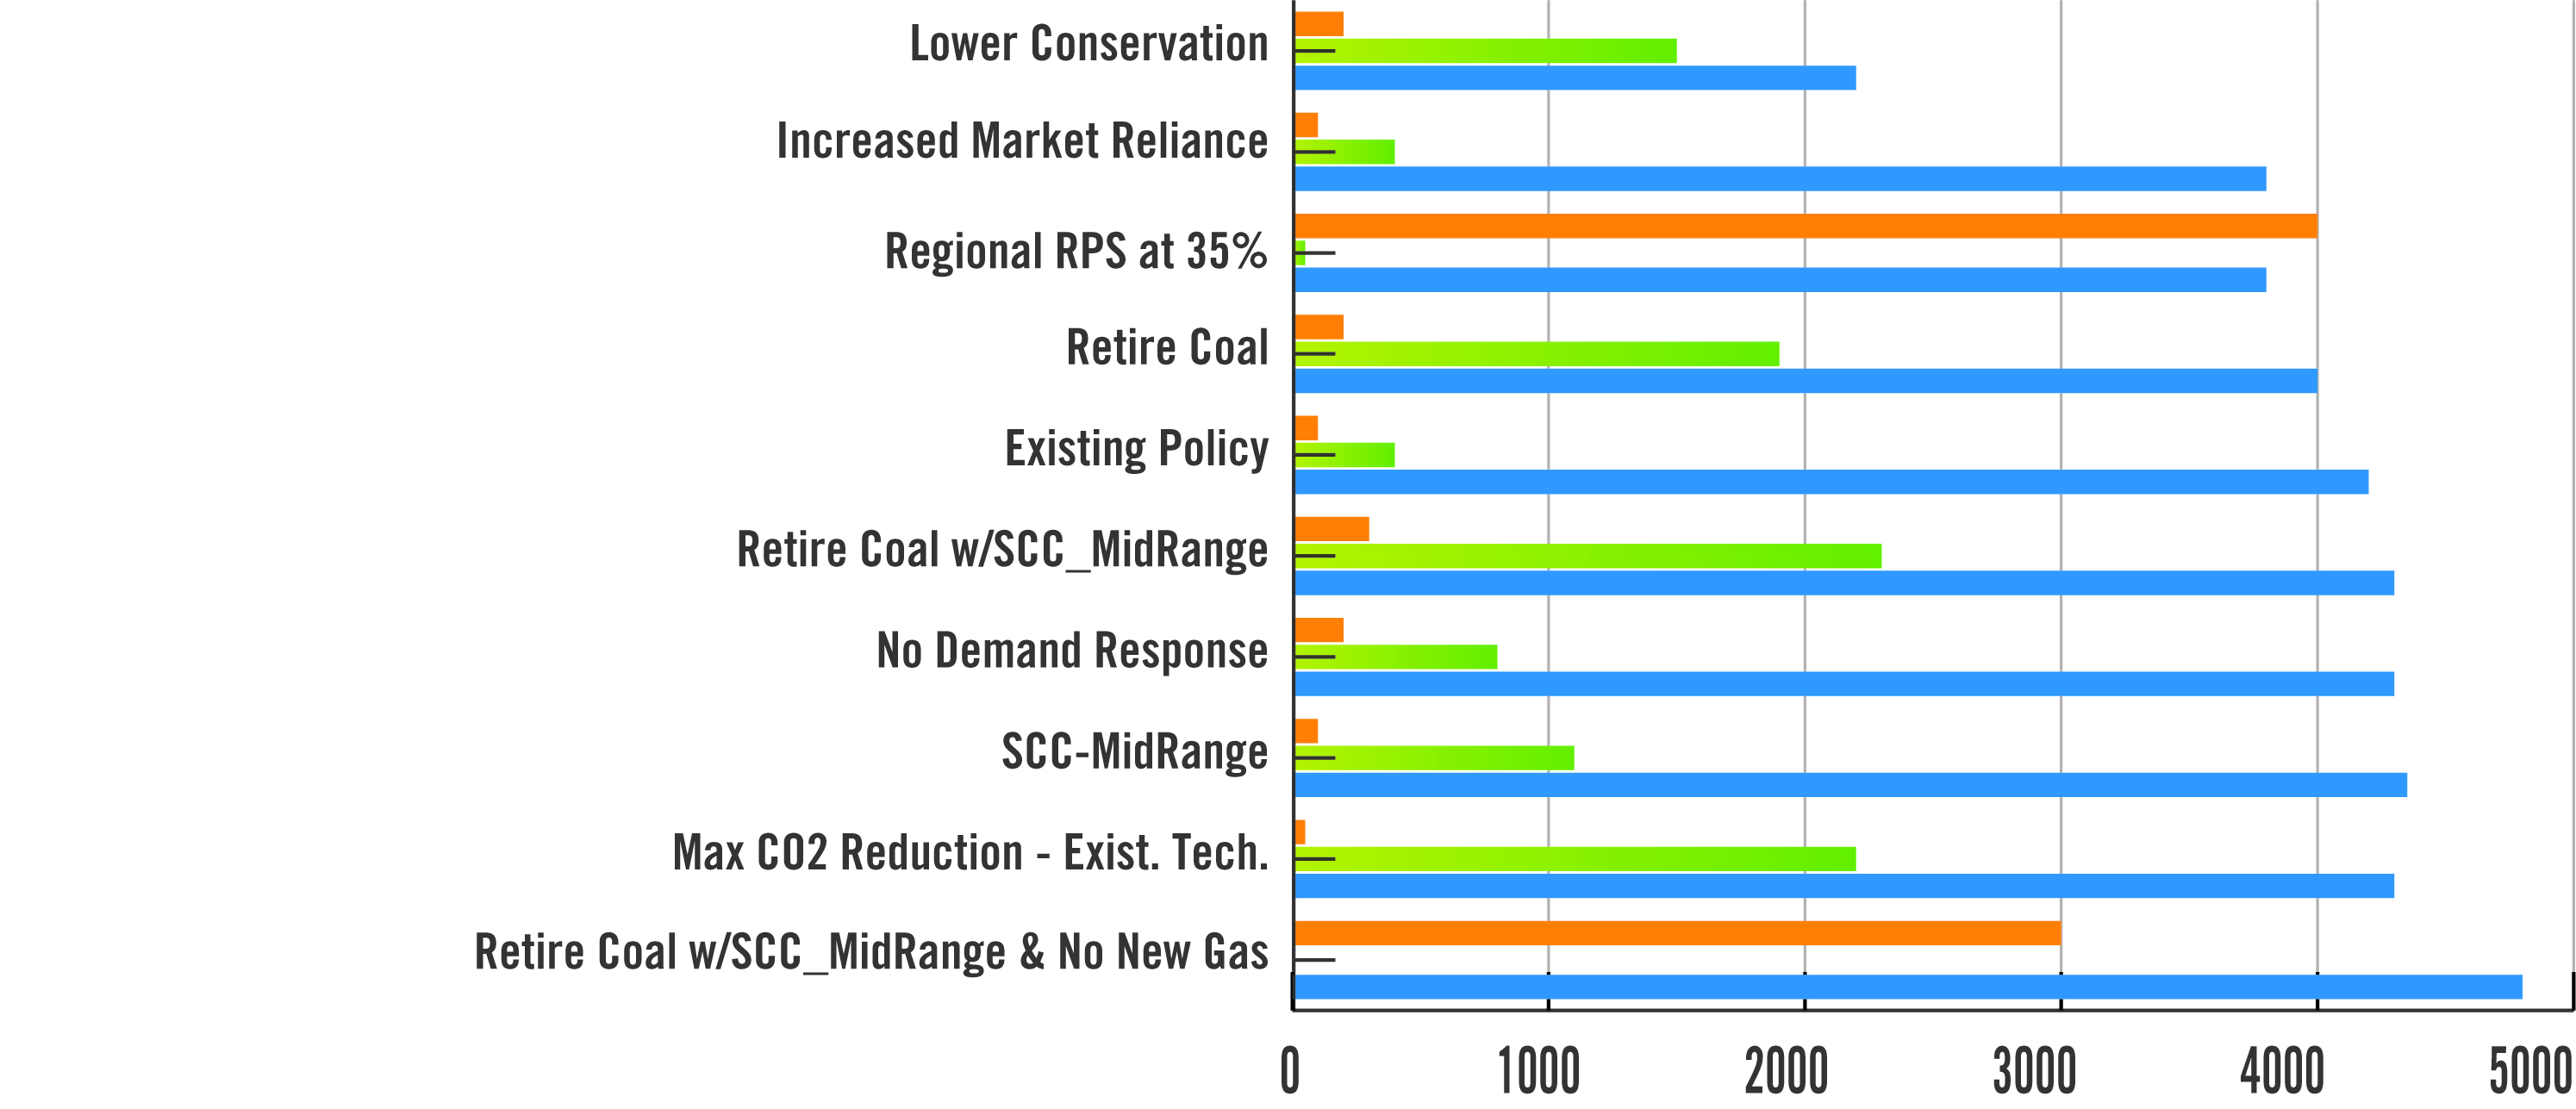 Lower Conservation
Increased Market Reliance
Regional RPS at 35%
Retire Coal
Existing Policy
Retire Coal w/SCC_MidRange
No Demand Response
SCC-MidRange
Max CO2 Reduction - Exist. Tech.
Retire Coal w/SCC_MidRange & No New Gas
0 1000 2000 3000 4000 5000